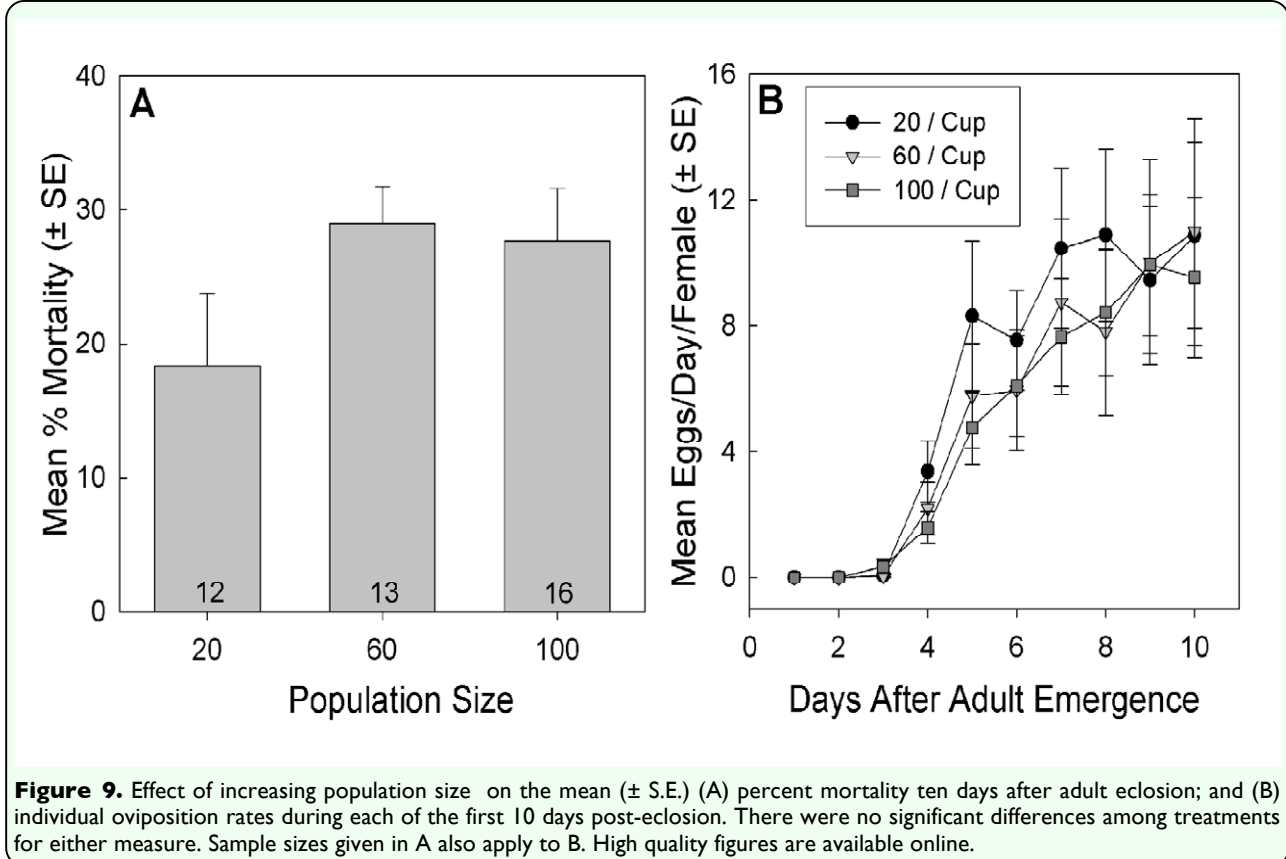 A
Mean % Mortality (± SE)
40
30
20
10
0
12
13
16
20
60
100
Population Size
B
20 / Cup
60 / Cup
100 / Cup
Mean Eggs/Day/Female (± SE)
16
12
8
4
0
0
2
4
6
8
10
Days After Adult Emergence
Figure 9. Effect of increasing population size on the mean (± S.E.) (A) percent mortality ten days after adult eclosion; and (B)
individual oviposition rates during each of the first 10 days post-eclosion. There were no significant differences among treatments
for either measure. Sample sizes given in A also apply to B. High quality figures are available online.